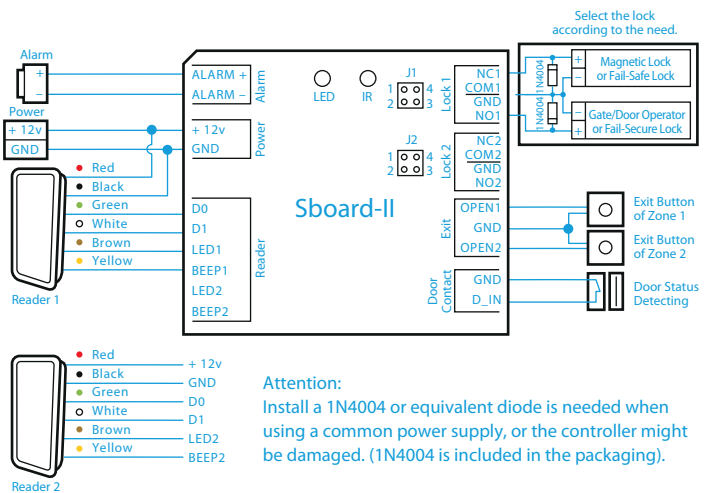 Select the lock
according to the need.
Alarm
+
–
Power
+ 12v
GND
Red
Black
Green
White
Brown
Yellow
Reader 1
ALARM +
ALARM –
Alarm
+ 12v
GND
Power
D0
D1
LED1
BEEP1
LED2
BEEP2
Reader
LED
IR
J1
1 4
2 3
J2
1 4
2 3
Sboard-II
Lock 1
NC1
COM1
GND
NO1
Lock 2
NC2
COM2
GND
NO2
Exit
OPEN1
GND
OPEN2
Door
Contact
GND
D_IN
1N4004
1N4004
+
–
Magnetic Lock
or Fail-Safe Lock
–
+
Gate/Door Operator
or Fail-Secure Lock
Exit Button
of Zone 1
Exit Button
of Zone 2
Door Status
Detecting
Red
Black
Green
White
Brown
Yellow
Reader 2
+ 12v
GND
D0
D1
LED2
BEEP2
Attention:
Install a 1N4004 or equivalent diode is needed when
using a common power supply, or the controller might
be damaged. (1N4004 is included in the packaging).